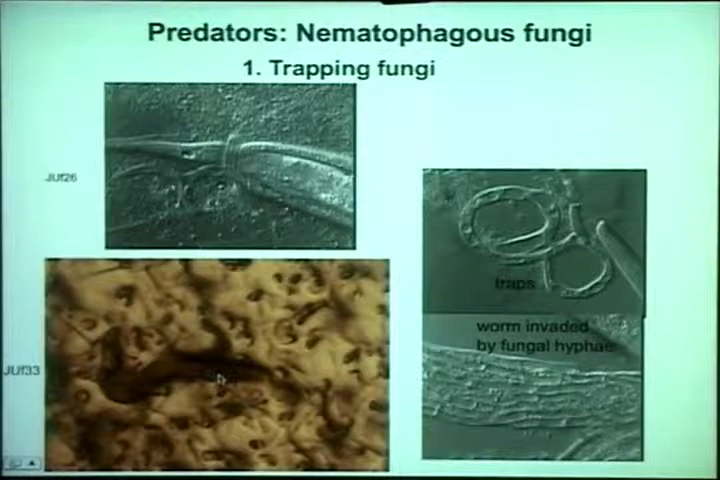 Predators: Nematophagous fungi
1. Trapping fungi
JUf26
traps
worm invaded
by fungal hyphae
JUf33